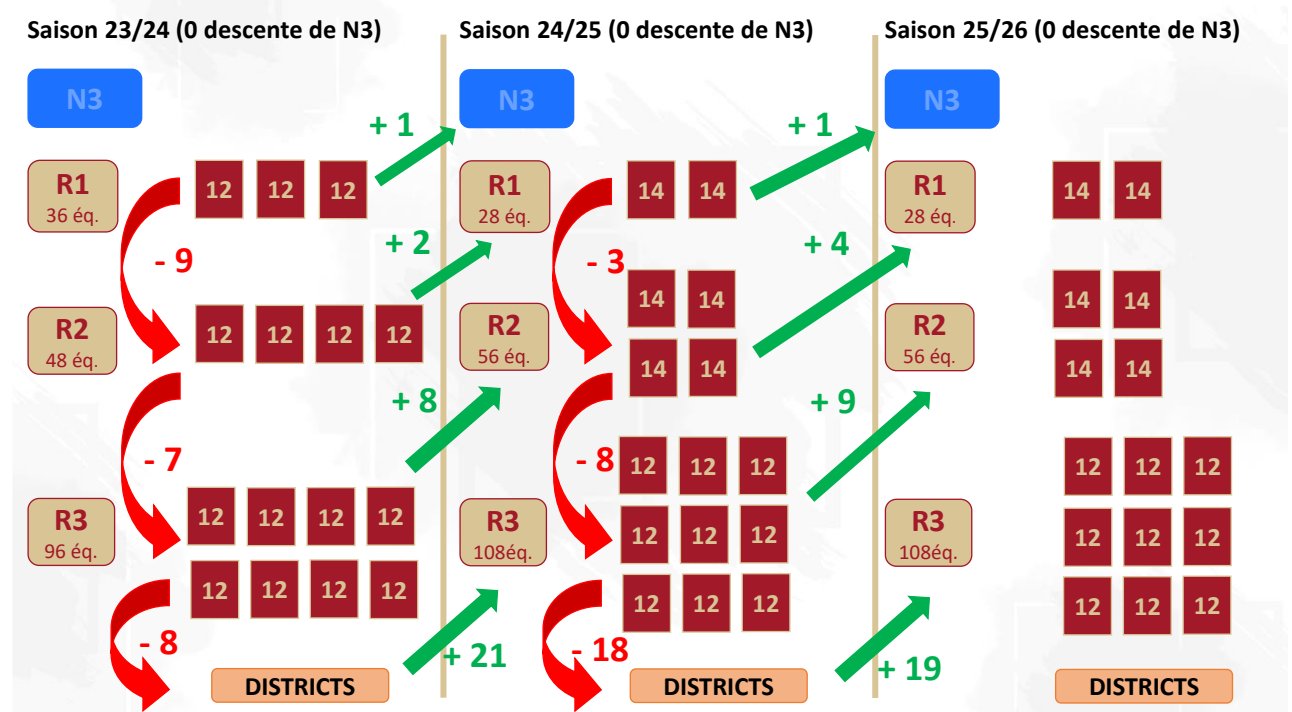 Saison 23/24 (0 descente de N3)
Saison 24/25 (0 descente de N3)
Saison 25/26 (0 descente de N3)
N3
N3
N3
+ 1
+ 1
R1
36 éq.
12 12 12
R1
28 éq.
14 14
R1
28 éq.
14 14
- 9
+ 2
- 3
+ 4
R2
48 éq.
12 12 12 12
R2
56 éq.
14 14
14 14
R2
56 éq.
14 14
14 14
- 7
+ 8
- 8
+ 9
R3
96 éq.
12 12 12 12
12 12 12 12
R3
108éq.
12 12 12
12 12 12
12 12 12
R3
108éq.
12 12 12
12 12 12
12 12 12
- 8
+ 21
- 18
+ 19
DISTRICTS
DISTRICTS
DISTRICTS